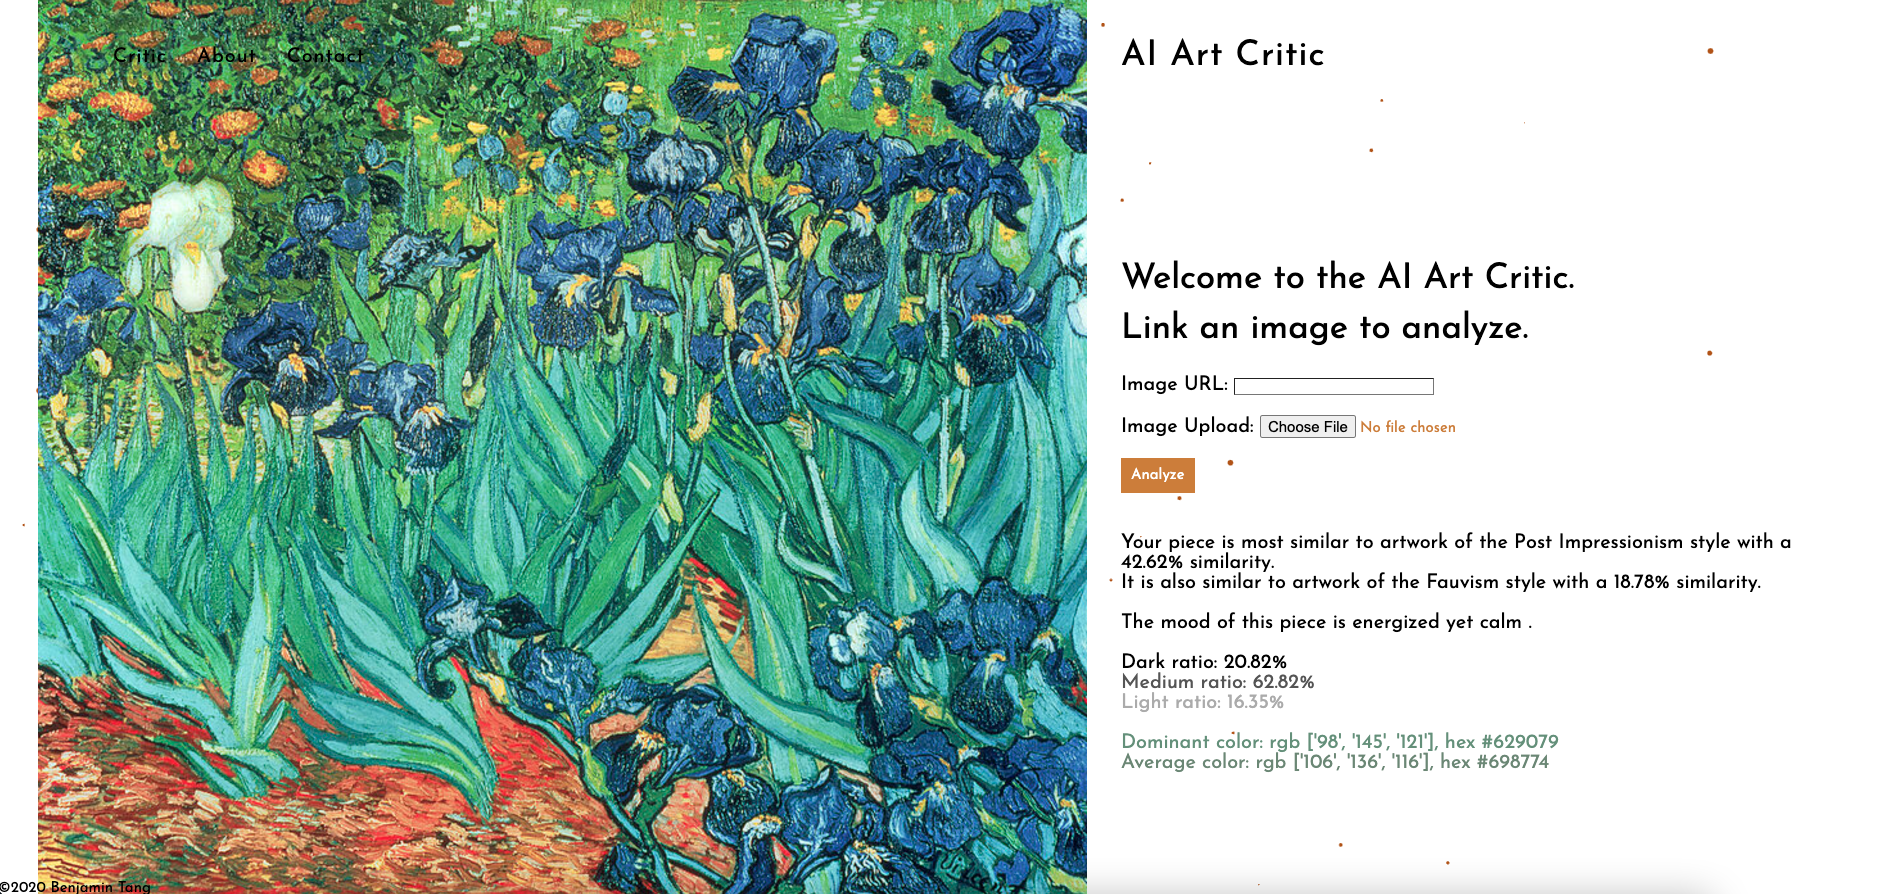 Critic About Contact
AI Art Critic
Welcome to the AI Art Critic.
Link an image to analyze.
Image URL:
Image Upload: Choose File No file chosen
Analyze
Your piece is most similar to artwork of the Post Impressionism style with a
42.62% similarity.
It is also similar to artwork of the Fauvism style with a 18.78% similarity.
The mood of this piece is energized yet calm .
Dark ratio: 20.82%
Medium ratio: 62.82%
Light ratio: 16.35%
Dominant color: rgb ['98', '145', '121'], hex #629079
Average color: rgb ['106', '136', '116'], hex #698774
©2020 Benjamin Tang